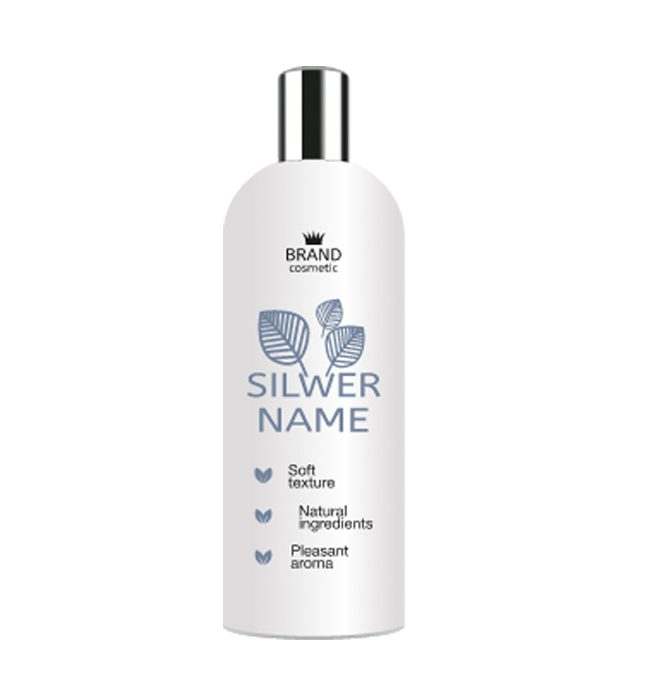 BRAND
cosmetic
SILWER
NAME
Soft
texture
Natural
ingredients
Pleasant
aroma